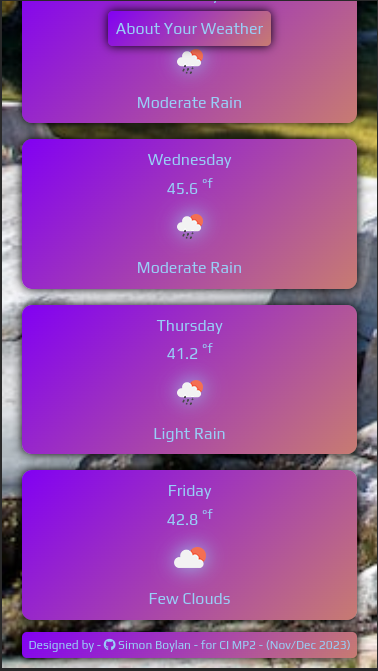 About Your Weather
Moderate Rain
Wednesday
45.6 °f
Moderate Rain
Thursday
41.2 °f
Light Rain
Friday
42.8 °f
Few Clouds
Designed by - Simon Boylan - for CI MP2 - (Nov/Dec 2023)